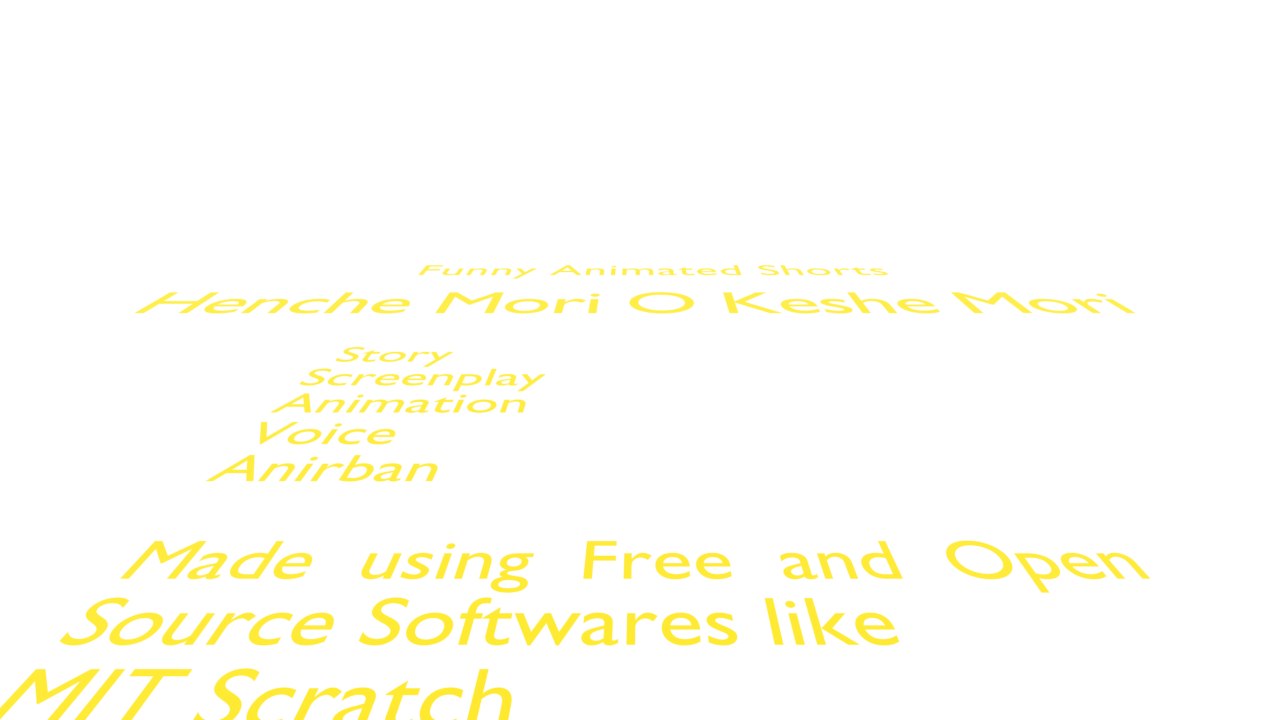 Funny Animated Shorts
Henche Mori O Keshe Mori
Story
Screenplay
Animation
Voice
Anirban
Made using Free and Open
Source Softwares like
MIT Scratch